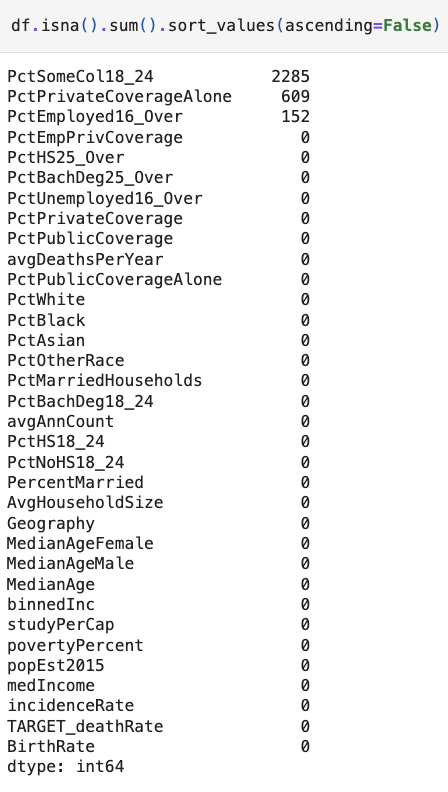 df.isna().sum().sort_values(ascending=False)
PctSomeCol18_24 2285
PctPrivateCoverageAlone 609
PctEmployed16_Over 152
PctEmpPrivCoverage 0
PctHS25_Over 0
PctBachDeg25_Over 0
PctUnemployed16_Over 0
PctPrivateCoverage 0
PctPublicCoverage 0
avgDeathsPerYear 0
PctPublicCoverageAlone 0
PctWhite 0
PctBlack 0
PctAsian 0
PctOtherRace 0
PctMarriedHouseholds 0
PctBachDeg18_24 0
avgAnnCount 0
PctHS18_24 0
PctNoHS18_24 0
PercentMarried 0
AvgHouseholdSize 0
Geography 0
MedianAgeFemale 0
MedianAgeMale 0
MedianAge 0
binnedInc 0
studyPerCap 0
povertyPercent 0
popEst2015 0
medIncome 0
incidenceRate 0
TARGET_deathRate 0
BirthRate 0
dtype: int64